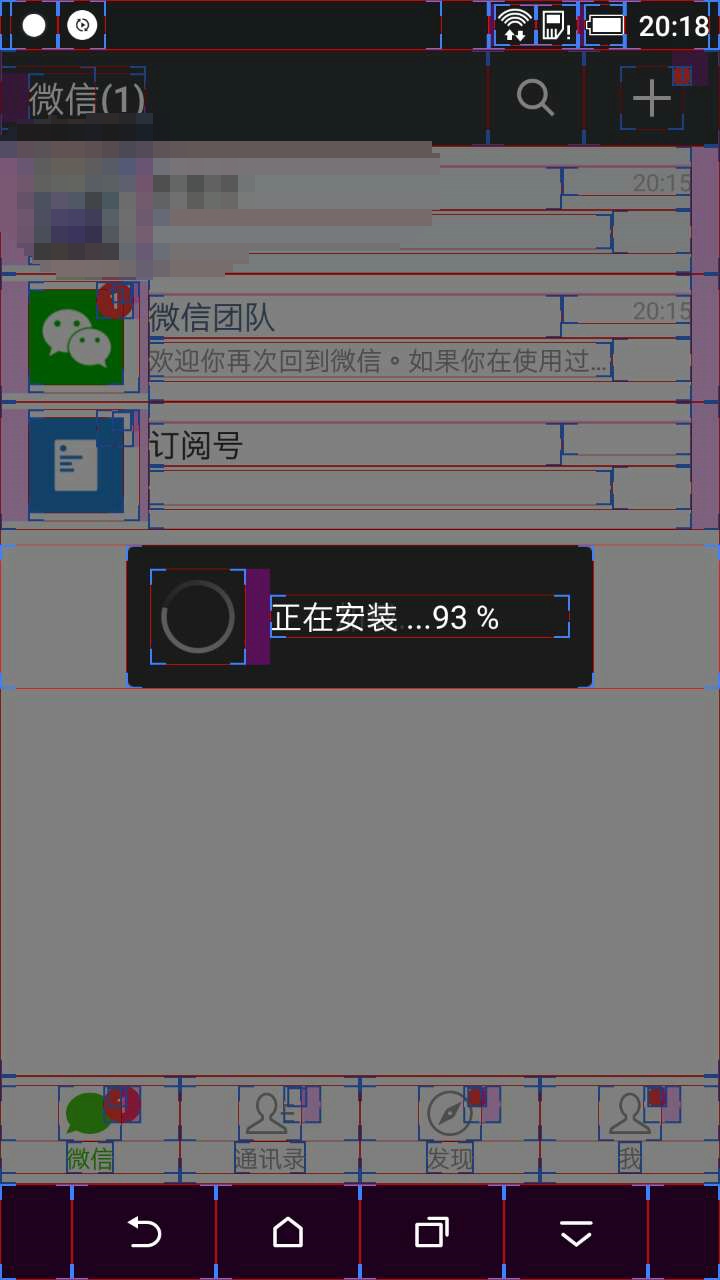 20:18
微信(1)
20:15
微信团队
20:15
欢迎你再次回到微信。如果你在使用过...
订阅号
正在安装 ...93 %
微信
通讯录
发现
我